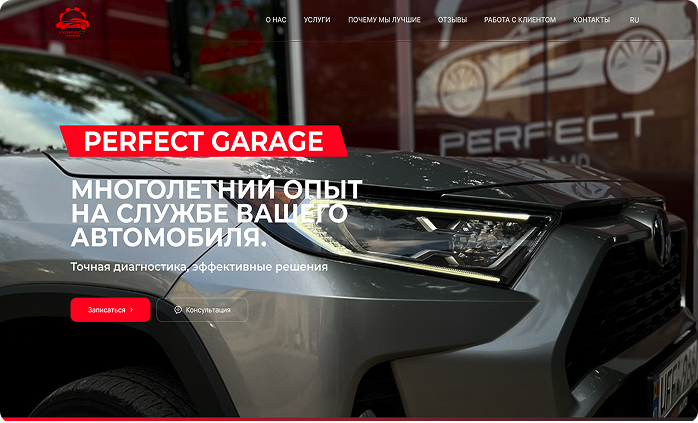 О НАС
УСЛУГИ
ПОЧЕМУ МЫ ЛУЧШИЕ
ОТЗЫВЫ
РАБОТА С КЛИЕНТОМ
КОНТАКТЫ
RU
PERFECT
PERFECT
PERFECT GARAGE
МНОГОЛЕТНИЙ ОПЫТ
НА СЛУЖБЕ ВАШЕГО
АВТОМОБИЛЯ.
Точная диагностика, эффективные решения
Записаться
Консультация